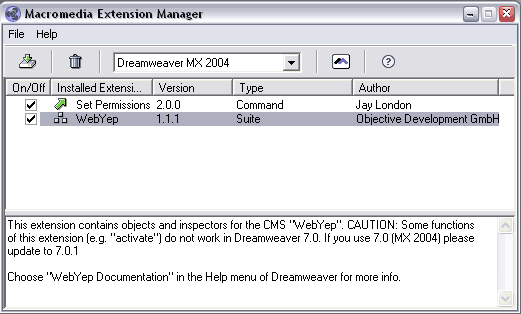 Macromedia Extension Manager
File Help
Dreamweaver MX 2004
On/Off Installed Extensi... Version Type Author
Set Permissions 2.0.0 Command Jay London
WebYep 1.1.1 Suite Objective Development GmbH
This extension contains objects and inspectors for the CMS "WebYep". CAUTION: Some functions
of this extension (e.g. "activate") do not work in Dreamweaver 7.0. If you use 7.0 (MX 2004) please
update to 7.0.1
Choose "WebYep Documentation" in the Help menu of Dreamweaver for more info.